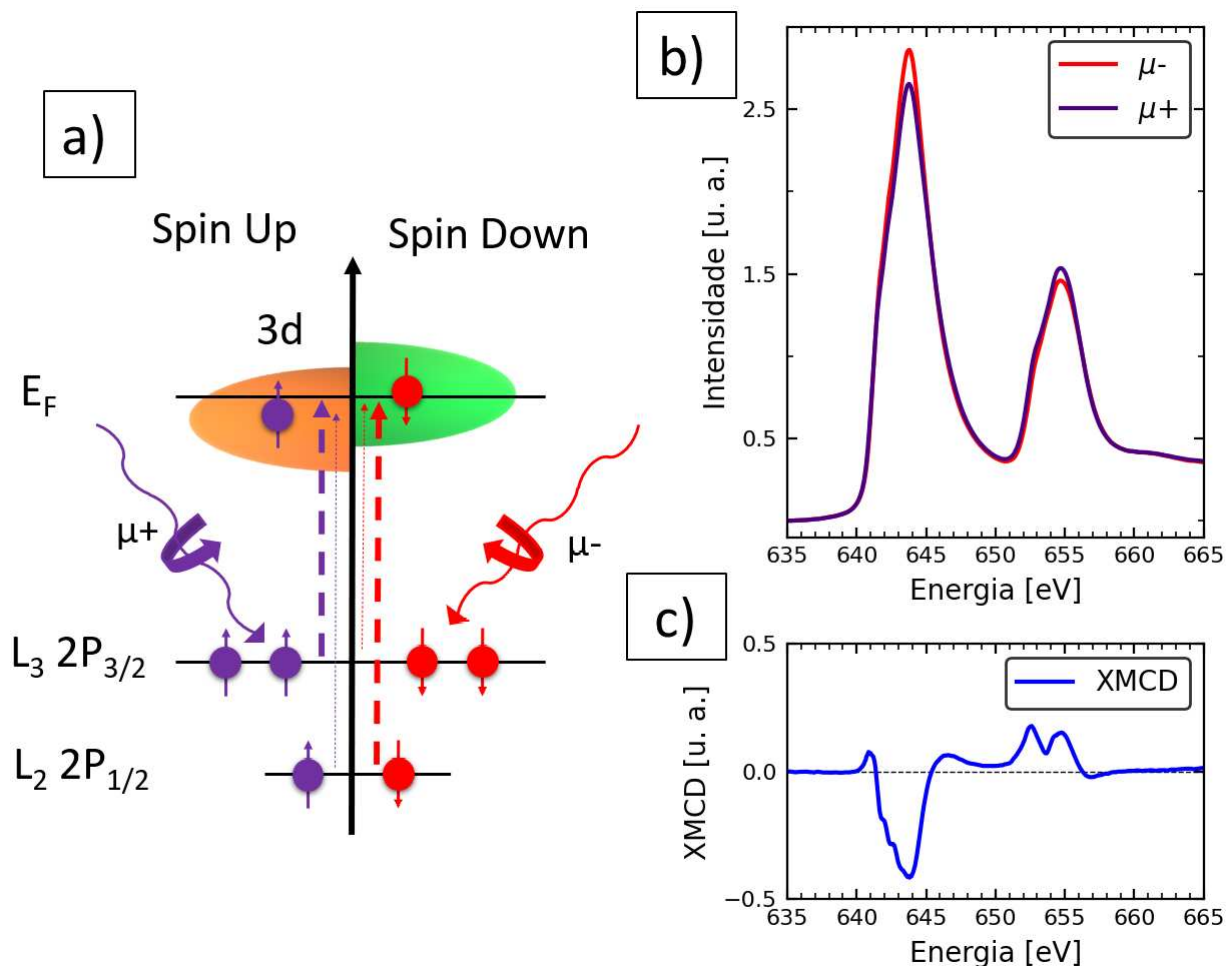 a)
Spin Up
Spin Down
3d
E_F
μ+
μ-
L₃ 2P₃/₂
L₂ 2P₁/₂
b)
μ-
μ+
2.5
1.5
0.5
Intensidade [u. a.]
635 640 645 650 655 660 665
Energia [eV]
c)
XMCD
0.5
0.0
−0.5
XMCD [u. a.]
635 640 645 650 655 660 665
Energia [eV]